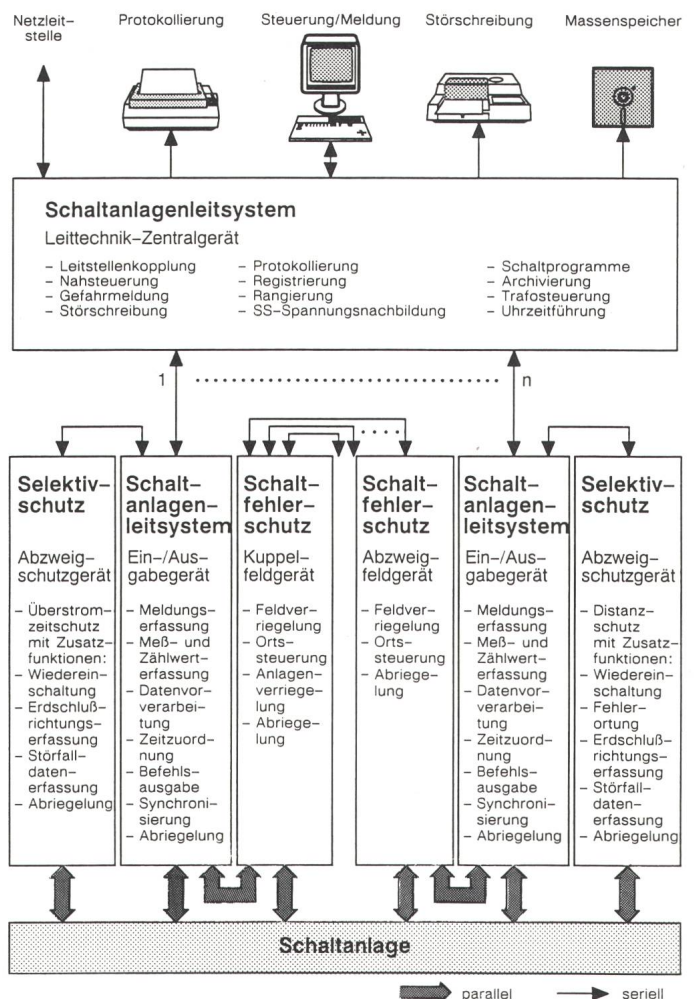 Netzleit-
stelle
Protokollierung
Steuerung/Meldung
Störschreibung
Massenspeicher
Schaltanlagenleitsystem
Leittechnik-Zentralgerät
- Leitstellenkopplung
- Nahsteuerung
- Gefahrmeldung
- Störschreibung
- Protokollierung
- Registrierung
- Rangierung
- SS-Spannungsnachbildung
- Schaltprogramme
- Archivierung
- Trafosteuerung
- Uhrzeitführung
1
n
Selektiv-
schutz
Abzweig-
schutzgerät
- Überstrom-
zeitschutz
mit Zusatz-
funktionen:
- Wiederein-
schaltung
- Erdschluß-
richtungs-
erfassung
- Störfall-
daten-
erfassung
- Abriegelung
Schalt-
anlagen-
leitsystem
Ein-/Aus-
gabegerät
- Meldungs-
erfassung
- Meß- und
Zählwert-
erfassung
- Datenvor-
verarbei-
tung
- Zeitzuord-
nung
- Befehls-
ausgabe
- Synchroni-
sierung
- Abriegelung
Schalt-
fehler-
schutz
Kuppel-
feldgerät
- Feldver-
riegelung
- Orts-
steuerung
- Anlagen-
verriege-
lung
- Abriege-
lung
Schalt-
fehler-
schutz
Abzweig-
feldgerät
- Feldver-
riegelung
- Orts-
steuerung
- Abriege-
lung
Schalt-
anlagen-
leitsystem
Ein-/Aus-
gabegerät
- Meldungs-
erfassung
- Meß- und
Zählwert-
erfassung
- Datenvor-
verarbei-
tung
- Zeitzuord-
nung
- Befehls-
ausgabe
- Synchroni-
sierung
- Abriegelung
Selektiv-
schutz
Abzweig-
schutzgerät
- Distanz-
schutz
mit Zusatz-
funktionen:
- Wiederein-
schaltung
- Fehler-
ortung
- Erdschluß-
richtungs-
erfassung
- Störfall-
daten-
erfassung
- Abriegelung
Schaltanlage
parallel
seriell